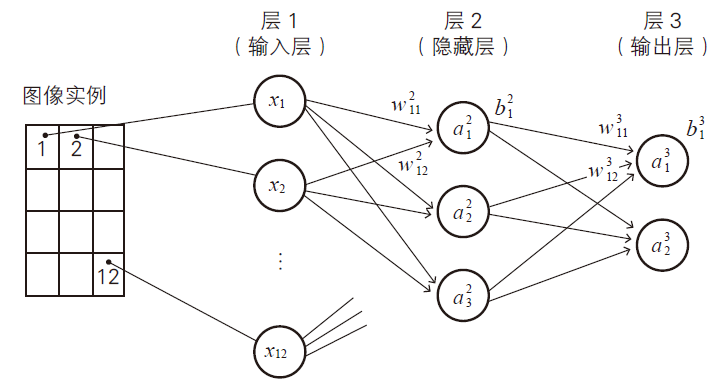 层 1
（输入层）
层 2
（隐藏层）
层 3
（输出层）
图像实例
1 2
12
x₁
x₂
⋮
x₁₂
w²₁₁
w²₁₂
b²₁
a²₁
a²₂
a²₃
w³₁₁
w³₁₂
b³₁
a³₁
a³₂